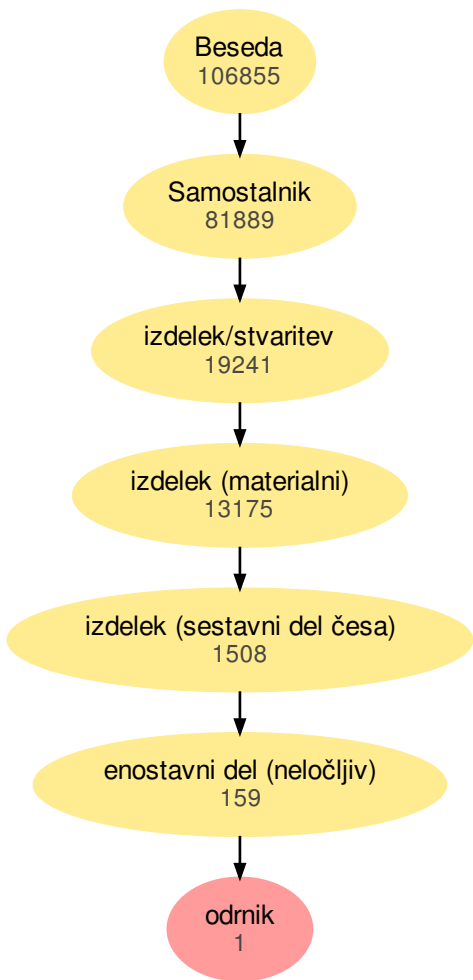 Beseda
106855
Samostalnik
81889
izdelek/stvaritev
19241
izdelek (materialni)
13175
izdelek (sestavni del česa)
1508
enostavni del (neločljiv)
159
odrnik
1